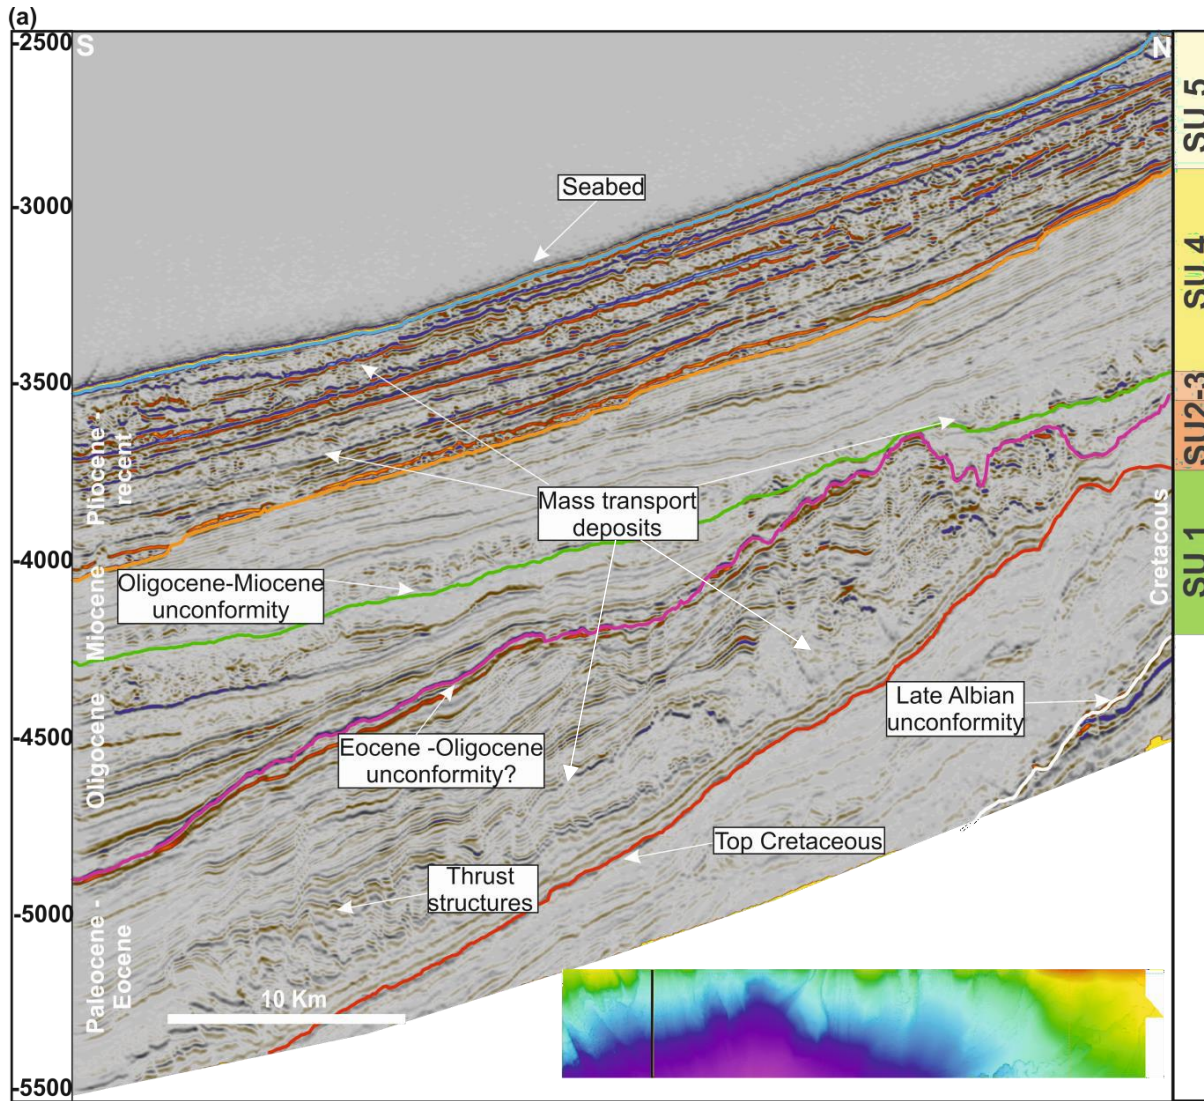 (a)
-2500
S
N
SU 5
Seabed
-3000
SU 4
-3500
SU2-3
Pliocene -
recent
Mass transport
deposits
-4000
Oligocene-Miocene
unconformity
Miocene
Cretacous
SU 1
Oligocene
Late Albian
unconformity
-4500
Eocene -Oligocene
unconformity?
Top Cretaceous
Thrust
structures
-5000
Paleocene -
Eocene
10 Km
-5500